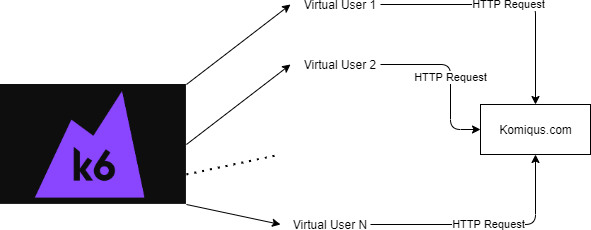 Virtual User 1
HTTP Request
Virtual User 2
HTTP Request
Komiqus.com
k6
Virtual User N
HTTP Request